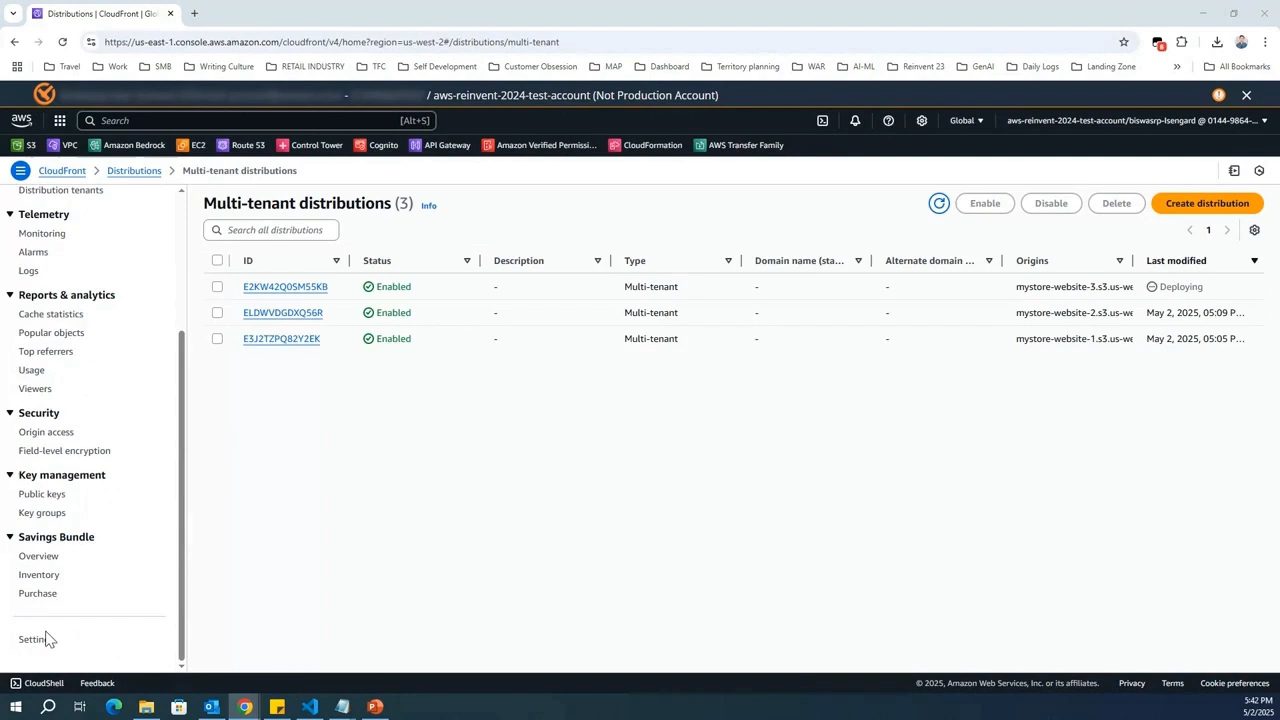 Distributions | CloudFront | Glo
https://us-east-1.console.aws.amazon.com/cloudfront/v4/home?region=us-west-2#/distributions/multi-tenant
Travel Work SMB Writing Culture RETAIL INDUSTRY TFC Self Development Customer Obsession MAP Dashboard Territory planning WAR AI-ML Reinvent 23 GenAI Daily Logs Landing Zone » All Bookmarks
- / aws-reinvent-2024-test-account (Not Production Account)
aws Search [Alt+S] Global aws-reinvent-2024-test-account/biswasrp-Isengard @ 0144-9864-...
S3 VPC Amazon Bedrock EC2 Route 53 Control Tower Cognito API Gateway Amazon Verified Permissi... CloudFormation AWS Transfer Family
CloudFront > Distributions > Multi-tenant distributions
Distribution tenants
Telemetry
Monitoring
Alarms
Logs
Reports & analytics
Cache statistics
Popular objects
Top referrers
Usage
Viewers
Security
Origin access
Field-level encryption
Key management
Public keys
Key groups
Savings Bundle
Overview
Inventory
Purchase
Multi-tenant distributions (3) Info
Enable Disable Delete Create distribution
Search all distributions
1
ID Status Description Type Domain name (sta... Alternate domain ... Origins Last modified
E2KW42Q0SM55KB Enabled - Multi-tenant - - mystore-website-3.s3.us-we Deploying
ELDWVDGDXQ56R Enabled - Multi-tenant - - mystore-website-2.s3.us-we May 2, 2025, 05:09 P...
E3J2TZPQ82Y2EK Enabled - Multi-tenant - - mystore-website-1.s3.us-we May 2, 2025, 05:05 P...
CloudShell Feedback © 2025, Amazon Web Services, Inc. or its affiliates. Privacy Terms Cookie preferences
5:42 PM
5/2/2025